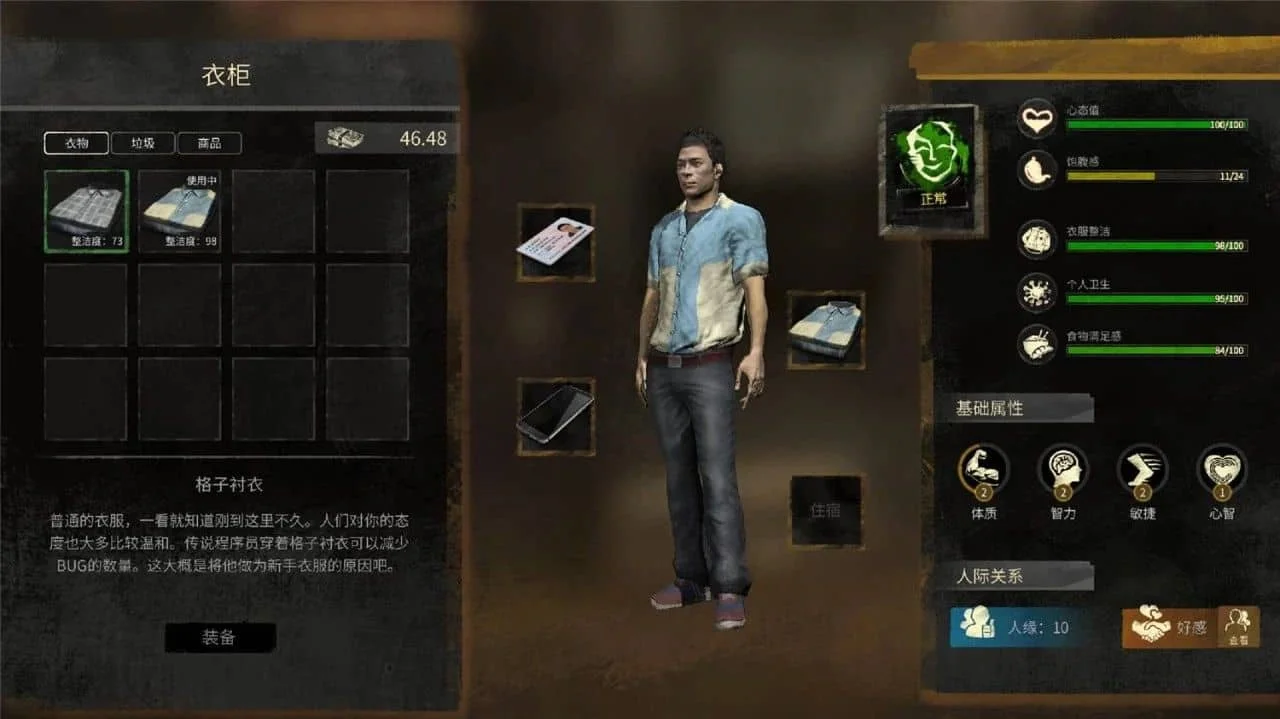 衣柜
衣物
垃圾
商品
46.48
整洁度：73
使用中
整洁度：98
格子衬衣
普通的衣服，一看就知道刚到这里不久。人们对你的态
度也大多比较温和。传说程序员穿着格子衬衣可以减少
BUG的数量。这大概是将他做为新手衣服的原因吧。
装备
住宿
正常
心态值
100/100
饱腹感
11/24
衣服整洁
98/100
个人卫生
95/100
食物满足感
84/100
基础属性
2
2
2
1
体质
智力
敏捷
心智
人际关系
人缘：10
好感
查看